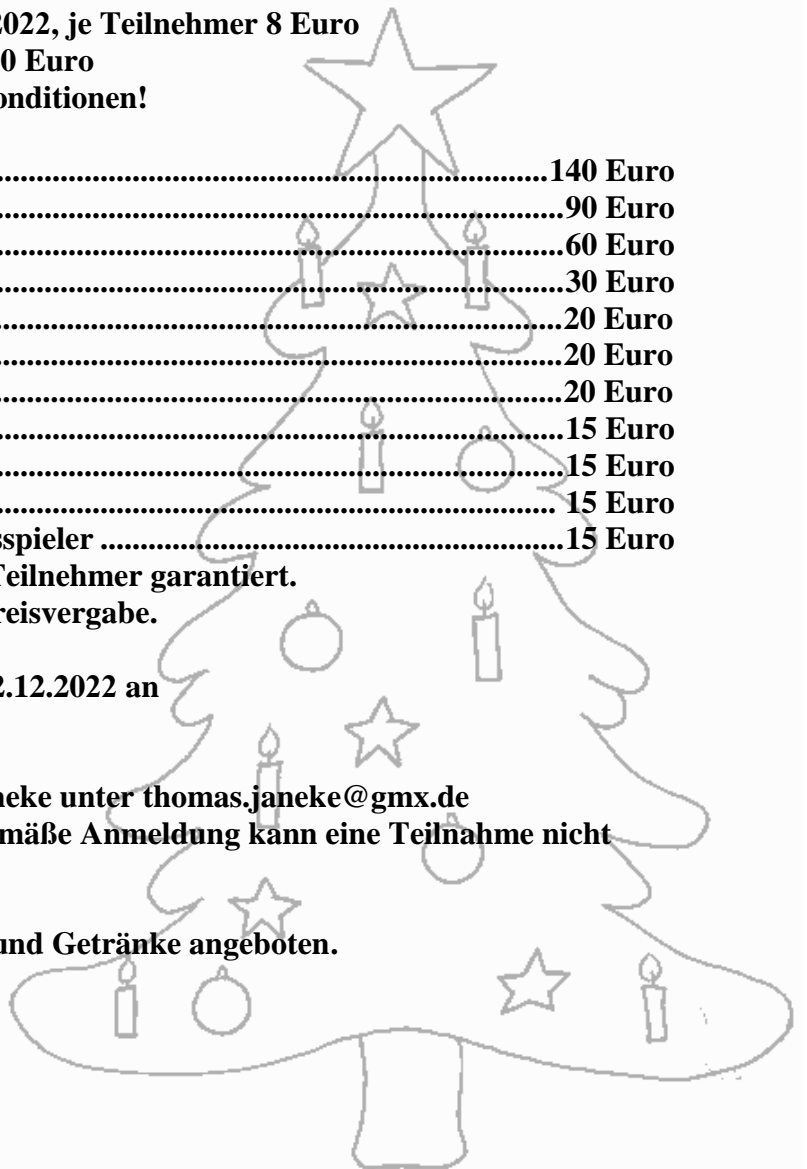 2022, je Teilnehmer 8 Euro
0 Euro
onditionen!
....................................................................140 Euro
......................................................................90 Euro
......................................................................60 Euro
......................................................................30 Euro
......................................................................20 Euro
......................................................................20 Euro
......................................................................20 Euro
......................................................................15 Euro
......................................................................15 Euro
..................................................................... 15 Euro
sspieler .........................................................15 Euro
Teilnehmer garantiert.
reisvergabe.
2.12.2022 an
neke unter thomas.janeke@gmx.de
mäße Anmeldung kann eine Teilnahme nicht
und Getränke angeboten.